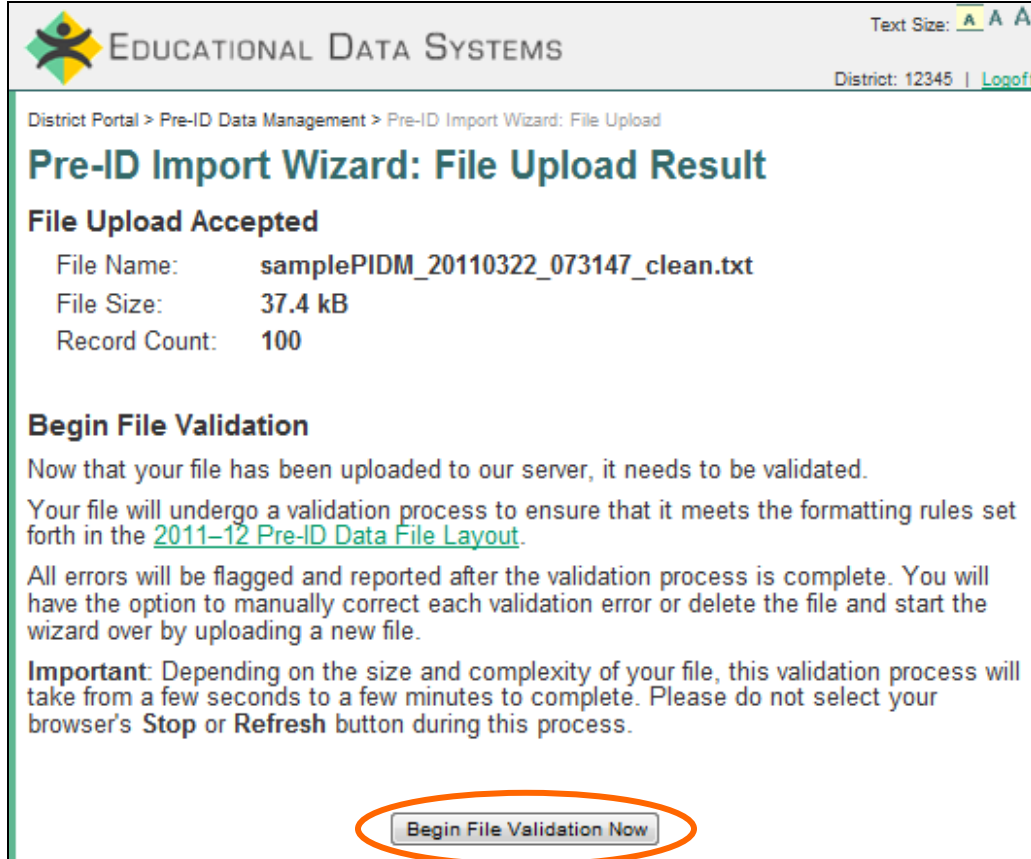 Text Size: A A A
EDUCATIONAL DATA SYSTEMS
District: 12345 | Logoff
District Portal > Pre-ID Data Management > Pre-ID Import Wizard: File Upload
Pre-ID Import Wizard: File Upload Result
File Upload Accepted
File Name: samplePIDM_20110322_073147_clean.txt
File Size: 37.4 kB
Record Count: 100
Begin File Validation
Now that your file has been uploaded to our server, it needs to be validated.
Your file will undergo a validation process to ensure that it meets the formatting rules set
forth in the 2011–12 Pre-ID Data File Layout.
All errors will be flagged and reported after the validation process is complete. You will
have the option to manually correct each validation error or delete the file and start the
wizard over by uploading a new file.
Important: Depending on the size and complexity of your file, this validation process will
take from a few seconds to a few minutes to complete. Please do not select your
browser's Stop or Refresh button during this process.
Begin File Validation Now